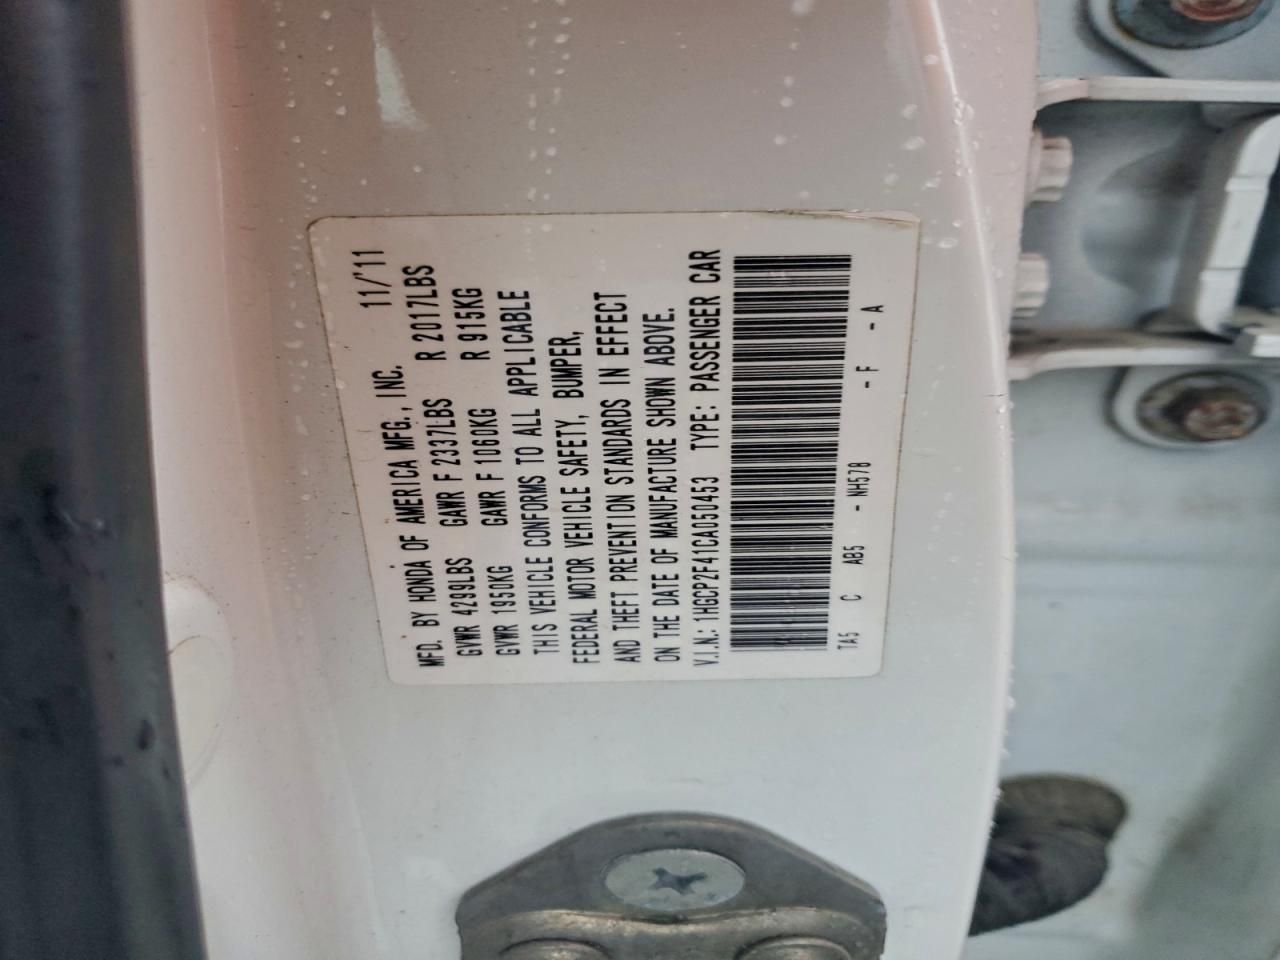 MFD. BY HONDA OF AMERICA MFG., INC. 11/'11
GVWR 4299LBS GAWR F 2337LBS R 2017LBS
GVWR 1950KG GAWR F 1060KG R 915KG
THIS VEHICLE CONFORMS TO ALL APPLICABLE
FEDERAL MOTOR VEHICLE SAFETY, BUMPER,
AND THEFT PREVENTION STANDARDS IN EFFECT
ON THE DATE OF MANUFACTURE SHOWN ABOVE.
V.I.N.: 1HGCP2F41CA050453 TYPE: PASSENGER CAR
TA5 C AB5 - NH578 - F - A